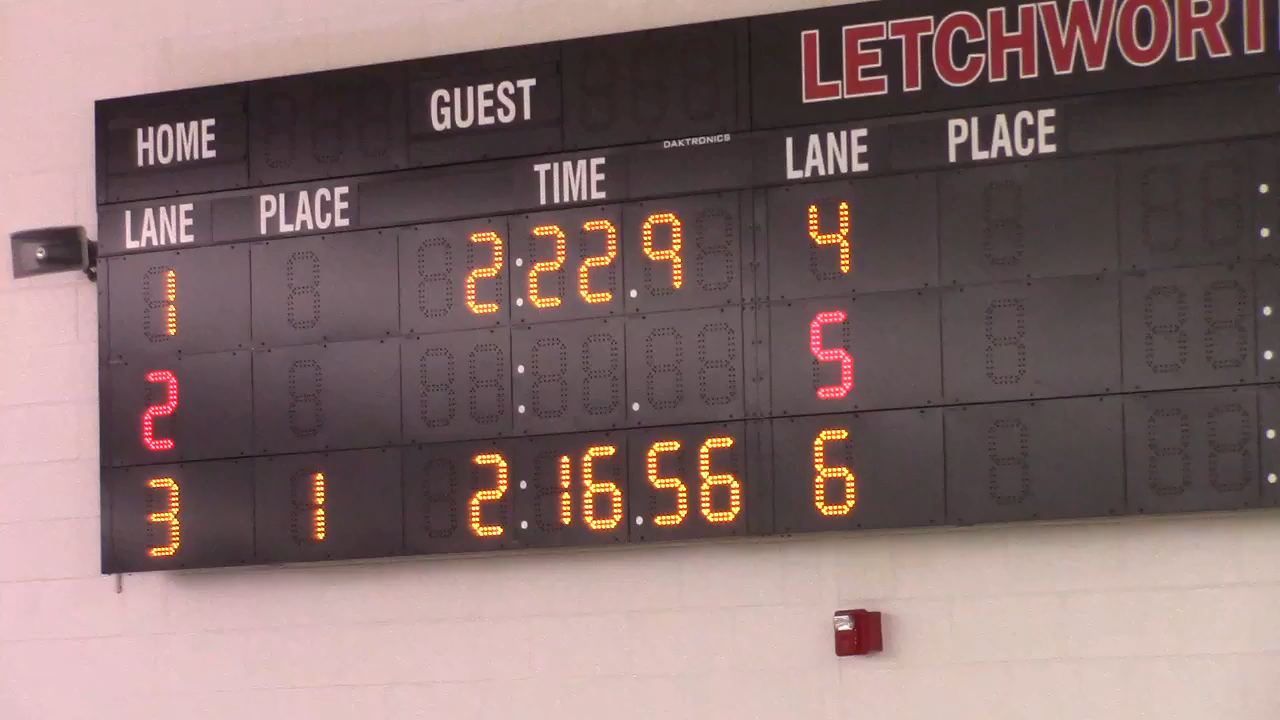 LETCHWORT
HOME GUEST
DAKTRONICS
LANE PLACE TIME LANE PLACE
1 2:22.9 4
2 5
3 1 2:16.56 6